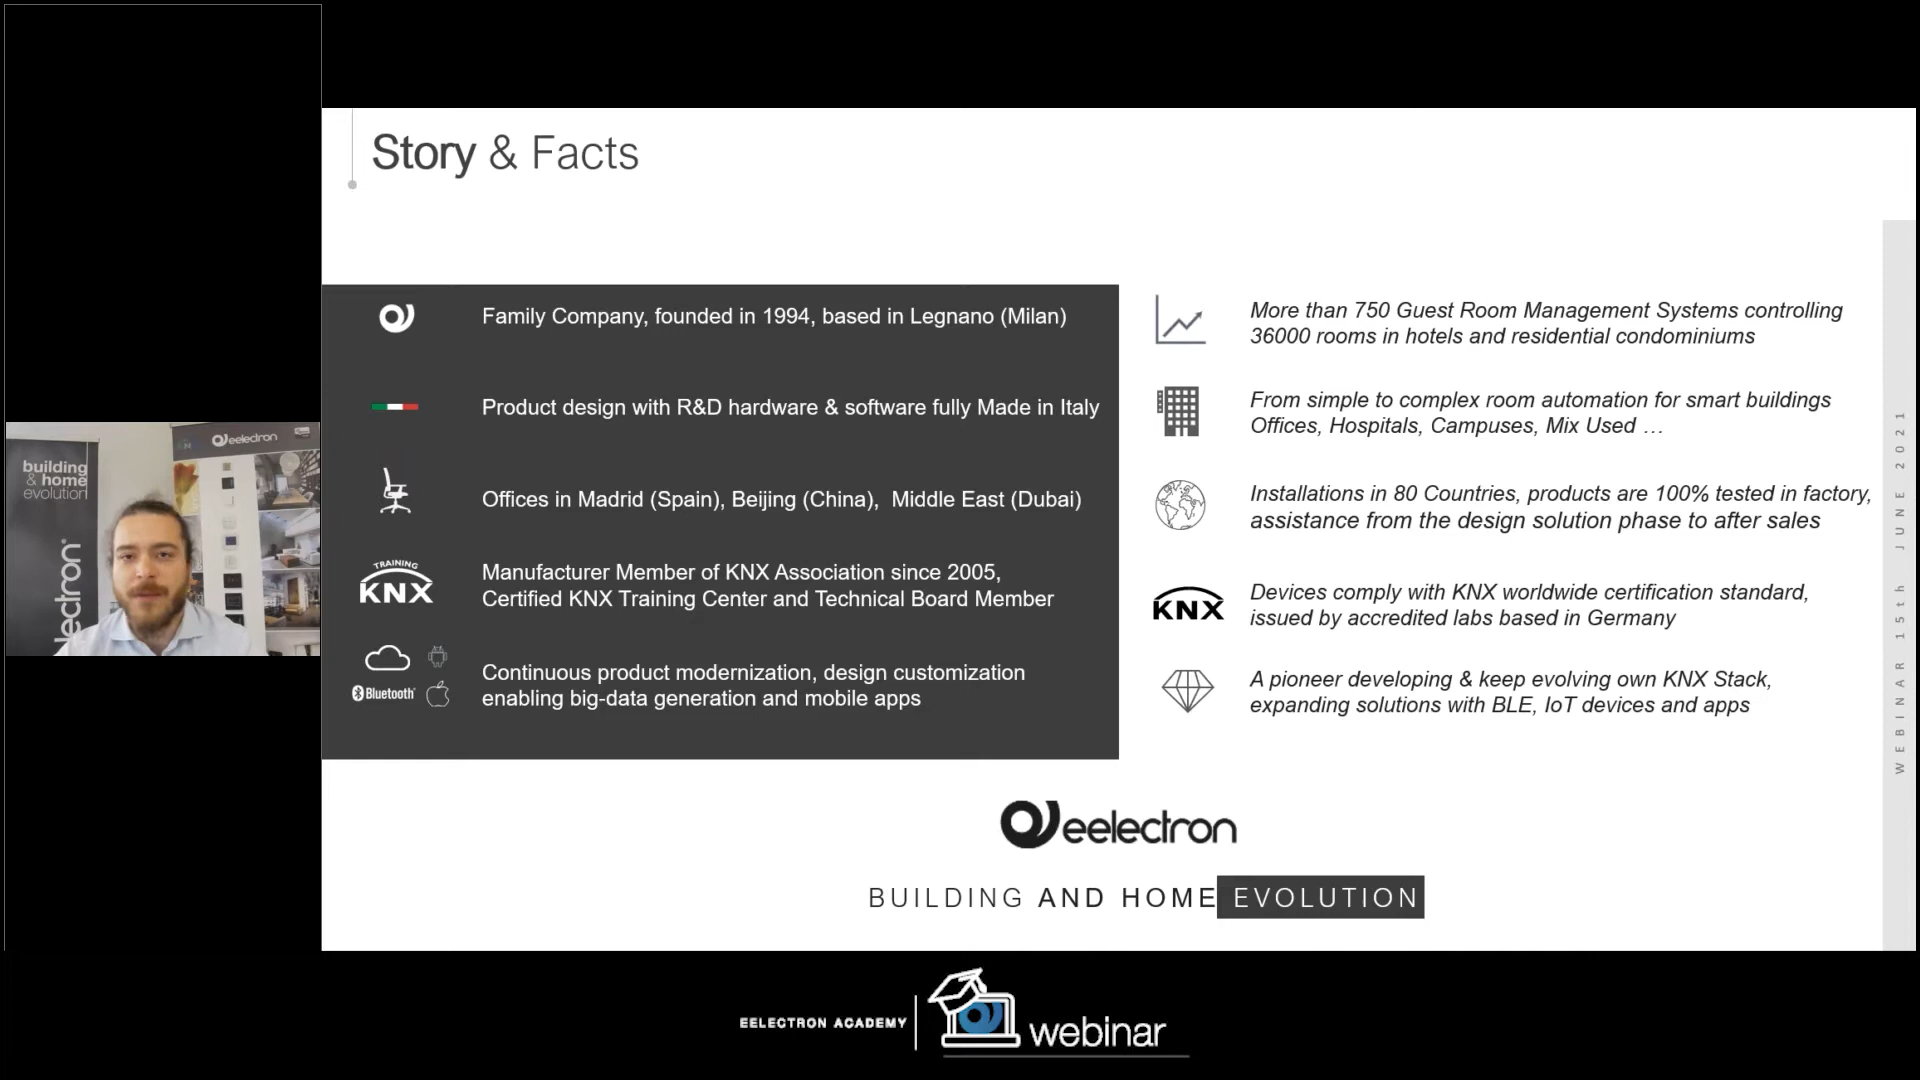 Story & Facts
Family Company, founded in 1994, based in Legnano (Milan)
Product design with R&D hardware & software fully Made in Italy
Offices in Madrid (Spain), Beijing (China), Middle East (Dubai)
TRAINING
KNX
Manufacturer Member of KNX Association since 2005,
Certified KNX Training Center and Technical Board Member
Bluetooth
Continuous product modernization, design customization
enabling big-data generation and mobile apps
More than 750 Guest Room Management Systems controlling
36000 rooms in hotels and residential condominiums
From simple to complex room automation for smart buildings
Offices, Hospitals, Campuses, Mix Used …
Installations in 80 Countries, products are 100% tested in factory,
assistance from the design solution phase to after sales
KNX
Devices comply with KNX worldwide certification standard,
issued by accredited labs based in Germany
A pioneer developing & keep evolving own KNX Stack,
expanding solutions with BLE, IoT devices and apps
WEBINAR 15th JUNE 2021
eelectron
BUILDING AND HOME EVOLUTION
building
& home
evolution
lectron
eelectron
EELECTRON ACADEMY
webinar